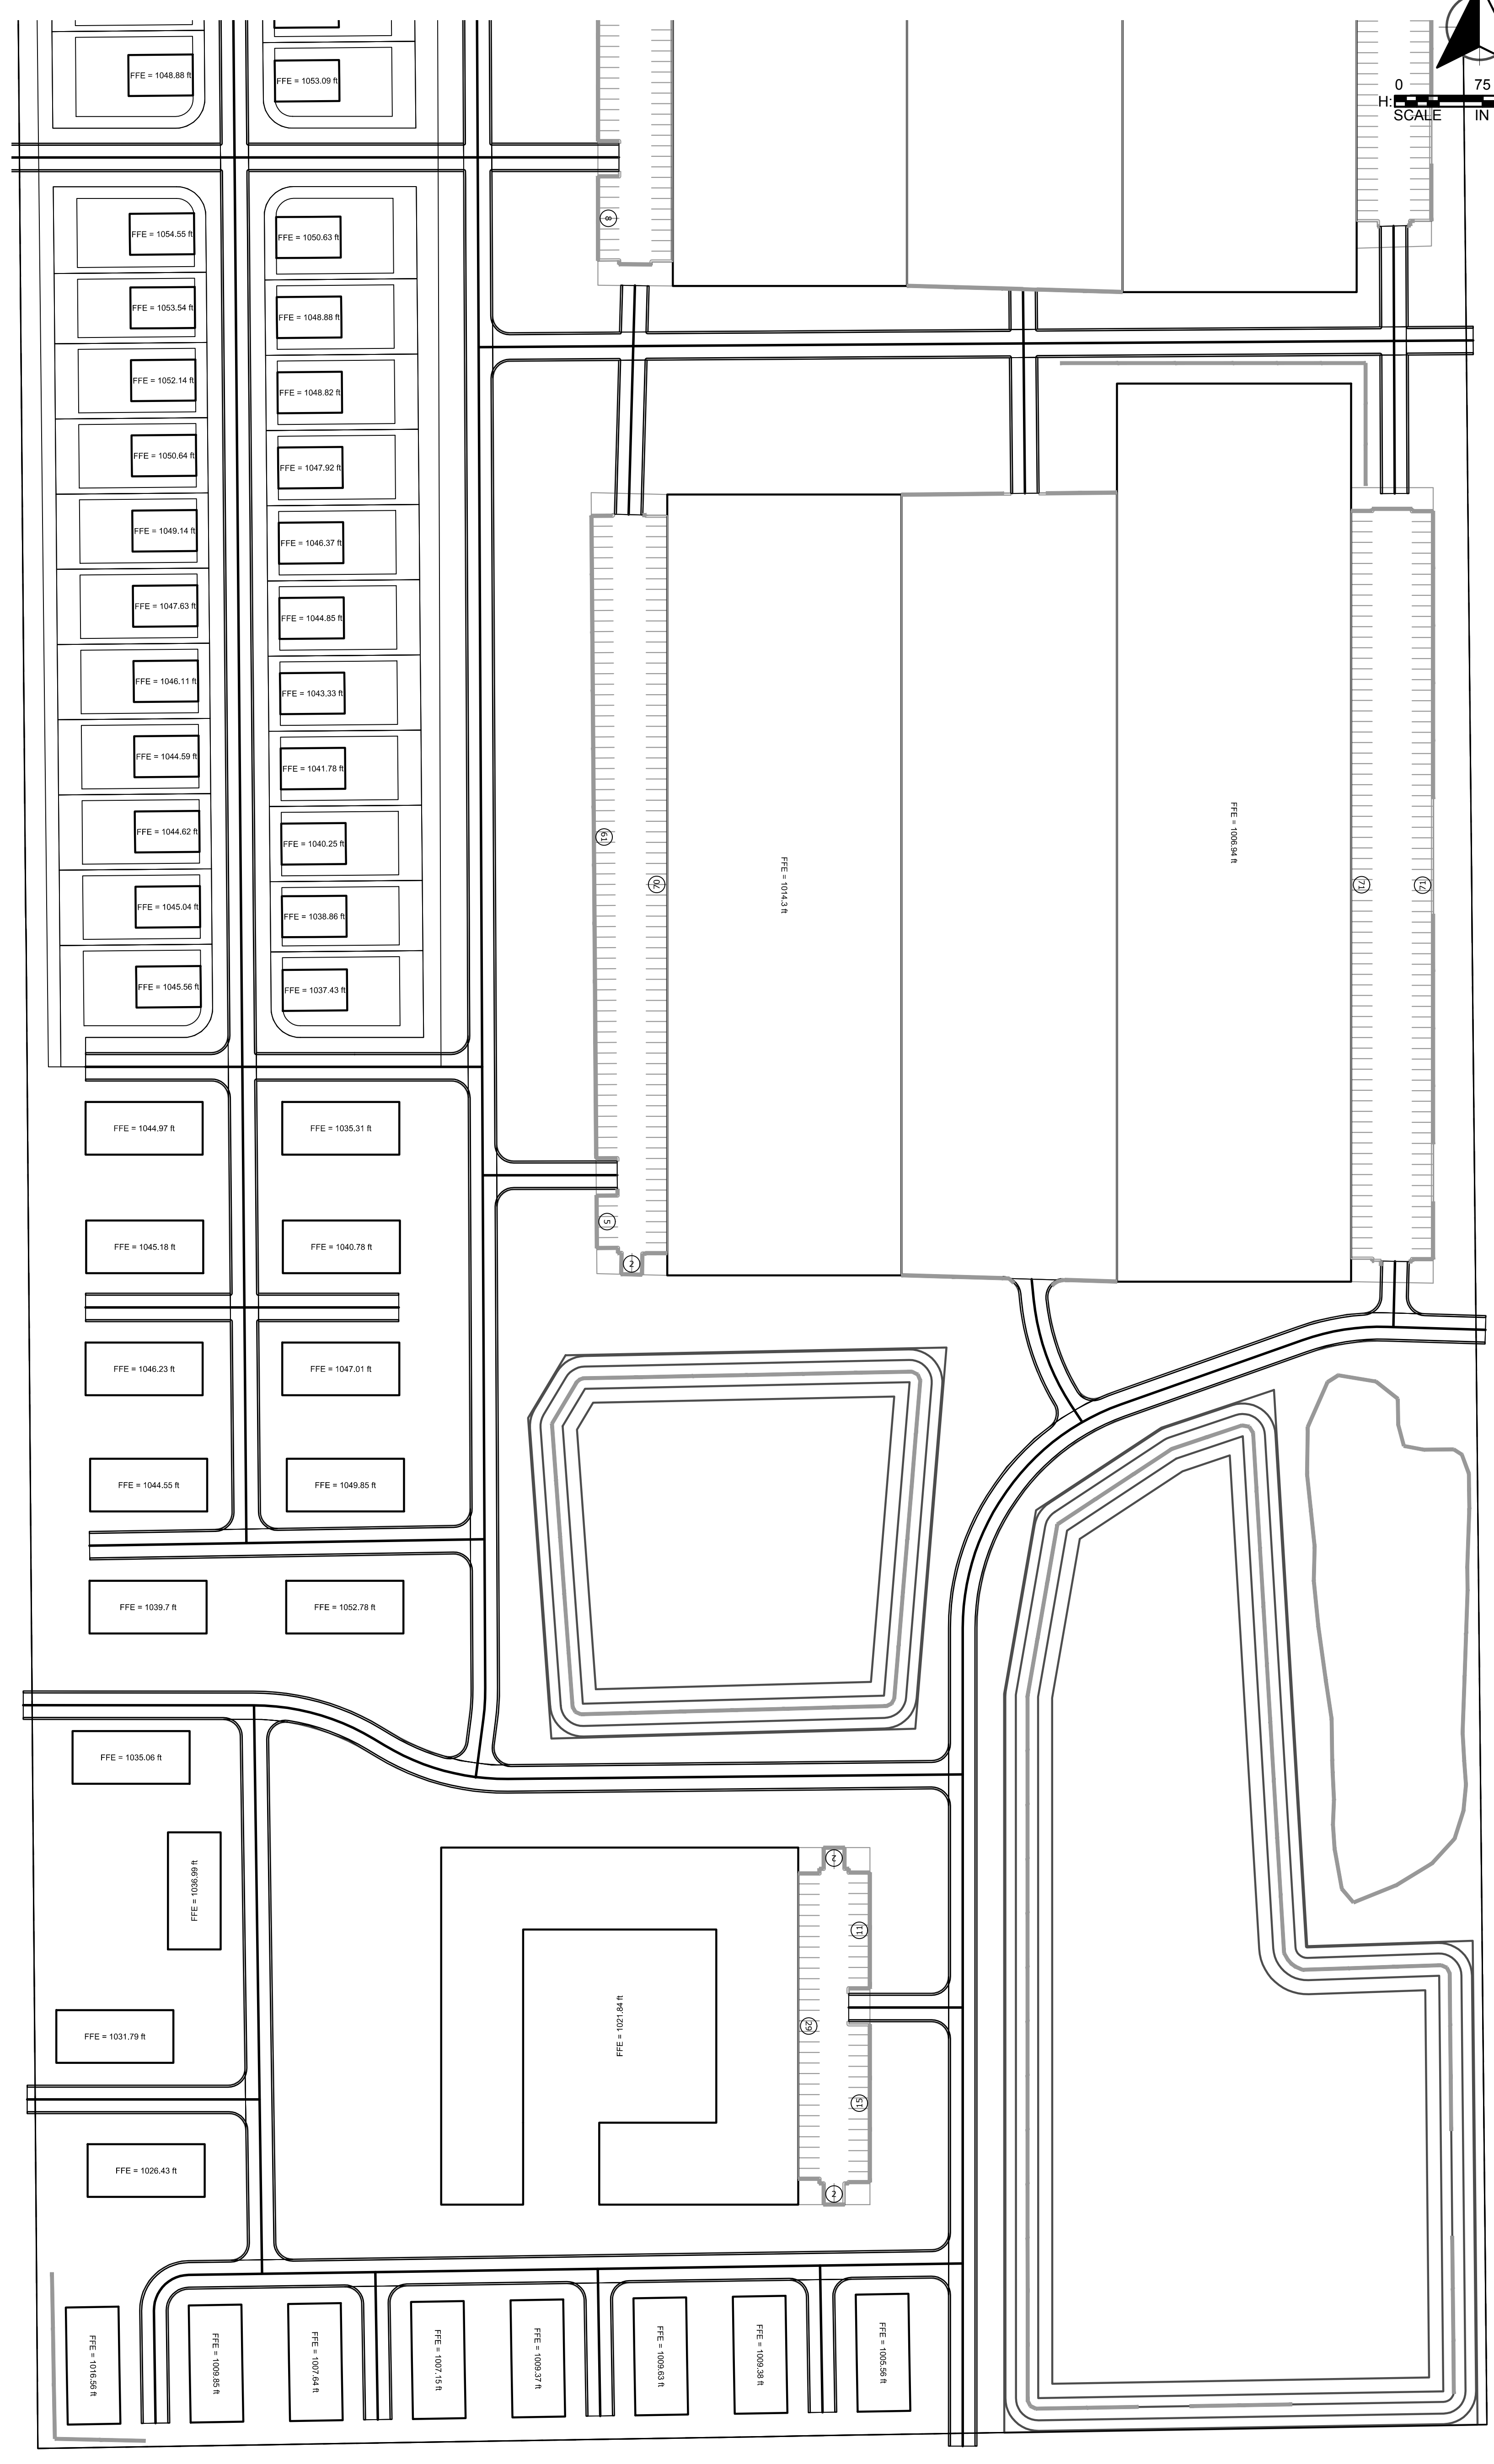 0 75
H:
SCALE IN
FFE = 1048.88 ft
FFE = 1053.09 ft
8
FFE = 1054.55 ft
FFE = 1050.63 ft
FFE = 1053.54 ft
FFE = 1048.88 ft
FFE = 1052.14 ft
FFE = 1048.82 ft
FFE = 1050.64 ft
FFE = 1047.92 ft
FFE = 1049.14 ft
FFE = 1046.37 ft
FFE = 1047.63 ft
FFE = 1044.85 ft
FFE = 1046.11 ft
FFE = 1043.33 ft
FFE = 1044.59 ft
FFE = 1041.78 ft
FFE = 1044.62 ft
FFE = 1040.25 ft
61
70
FFE = 1014.3 ft
FFE = 1006.94 ft
71
71
FFE = 1045.04 ft
FFE = 1038.86 ft
FFE = 1045.56 ft
FFE = 1037.43 ft
FFE = 1044.97 ft
FFE = 1035.31 ft
5
2
FFE = 1045.18 ft
FFE = 1040.78 ft
FFE = 1046.23 ft
FFE = 1047.01 ft
FFE = 1044.55 ft
FFE = 1049.85 ft
FFE = 1039.7 ft
FFE = 1052.78 ft
FFE = 1035.06 ft
FFE = 1036.99 ft
2
11
FFE = 1031.79 ft
FFE = 1021.84 ft
29
15
2
FFE = 1026.43 ft
FFE = 1016.56 ft
FFE = 1009.85 ft
FFE = 1007.64 ft
FFE = 1007.15 ft
FFE = 1009.37 ft
FFE = 1009.63 ft
FFE = 1009.38 ft
FFE = 1005.56 ft